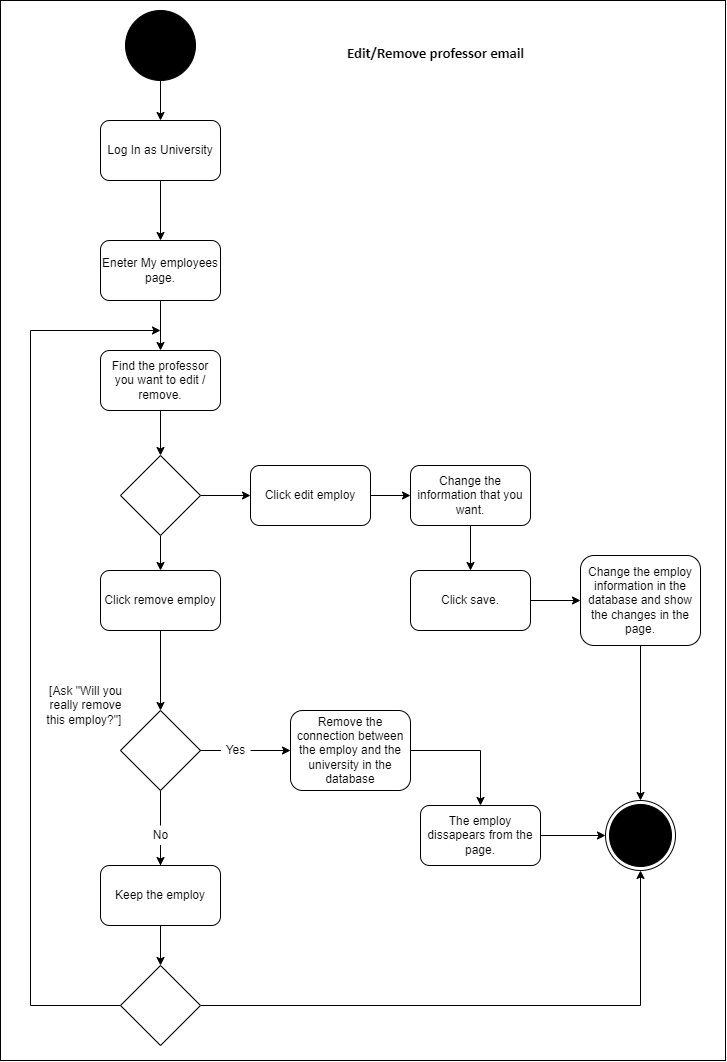 Edit/Remove professor email
Log In as University
Eneter My employees
page.
Find the professor
you want to edit /
remove.
Click edit employ
Change the
information that you
want.
Click remove employ
Click save.
Change the employ
information in the
database and show
the changes in the
page.
[Ask "Will you
really remove
this employ?"]
Yes
Remove the
connection between
the employ and the
university in the
database
The employ
dissapears from the
page.
No
Keep the employ